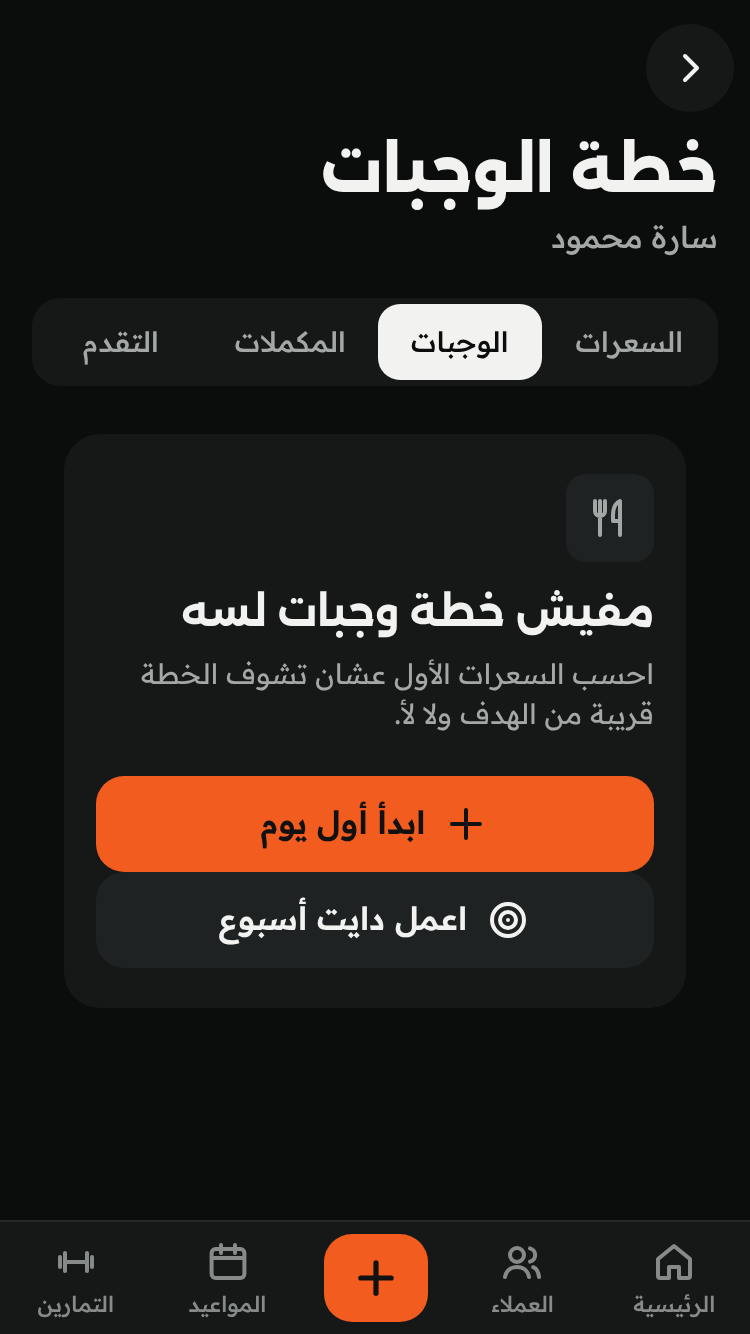 خطة الوجبات
سارة محمود
السعرات
الوجبات
المكملات
التقدم
مفيش خطة وجبات لسه
احسب السعرات الأول عشان تشوف الخطة
قريبة من الهدف ولا لأ.
ابدأ أول يوم
اعمل دايت أسبوع
الرئيسية
العملاء
المواعيد
التمارين